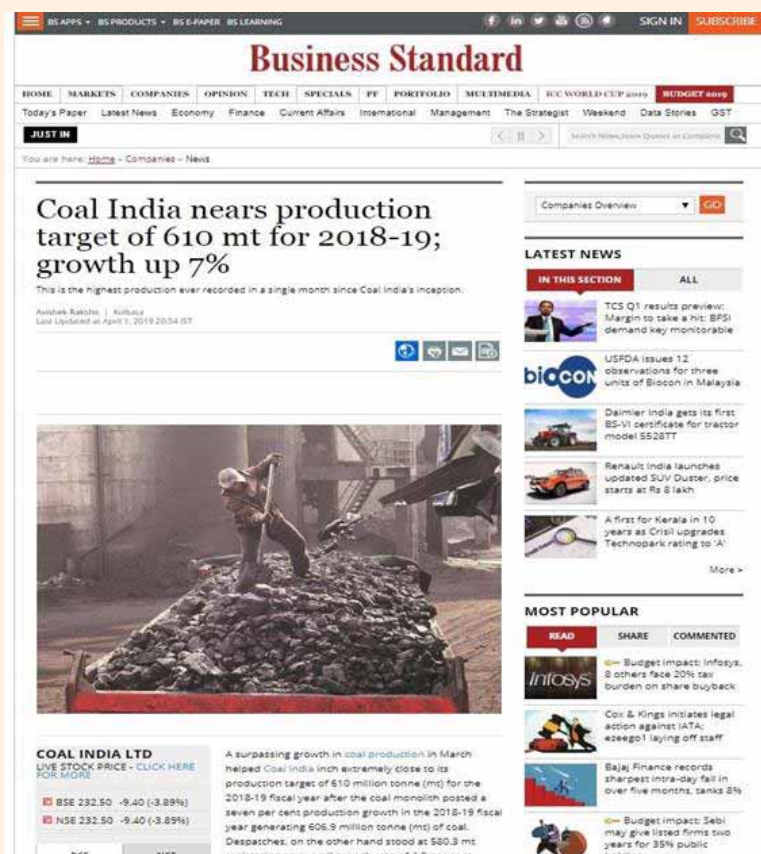 BS APPS BS PRODUCTS BS E-PAPER BS LEARNING
SIGN IN SUBSCRIBE
Business Standard
HOME MARKETS COMPANIES OPINION TECH SPECIALS PF PORTFOLIO MULTIMEDIA ICC WORLD CUP 2019 BUDGET 2019
Today's Paper Latest News Economy Finance Current Affairs International Management The Strategist Weekend Data Stories GST
JUST IN
You are here: Home - Companies - News
Coal India nears production
target of 610 mt for 2018-19;
growth up 7%
This is the highest production ever recorded in a single month since Coal India's inception.
Avishek Rakshit | Kolkata
Last Updated at April 1, 2019 20:54 IST
COAL INDIA LTD
LIVE STOCK PRICE - CLICK HERE
FOR MORE
BSE 232.50 -9.40 (-3.89%)
NSE 232.50 -9.40 (-3.89%)
BSE NSE
A surpassing growth in coal production in March
helped Coal India inch extremely close to its
production target of 610 million tonne (mt) for the
2018-19 fiscal year after the coal monolith posted a
seven per cent production growth in the 2018-19 fiscal
year generating 606.9 million tonne (mt) of coal.
Despatches, on the other hand stood at 580.3 mt
Companies Overview GO
LATEST NEWS
IN THIS SECTION ALL
TCS Q1 results preview:
Margin to take a hit; BFSI
demand key monitorable
biocon
USFDA issues 12
observations for three
units of Biocon in Malaysia
Daimler India gets its first
BS-VI certificate for tractor
model 5528TT
Renault India launches
updated SUV Duster, price
starts at Rs 8 lakh
A first for Kerala in 10
years as Crisil upgrades
Technopark rating to 'A'
More >
MOST POPULAR
READ SHARE COMMENTED
Infosys
Budget impact: Infosys,
8 others face 20% tax
burden on share buyback
Cox & Kings initiates legal
action against IATA;
ezeego1 laying off staff
Bajaj Finance records
sharpest intra-day fall in
over five months, tanks 8%
Budget impact: Sebi
may give listed firms two
years for 35% public